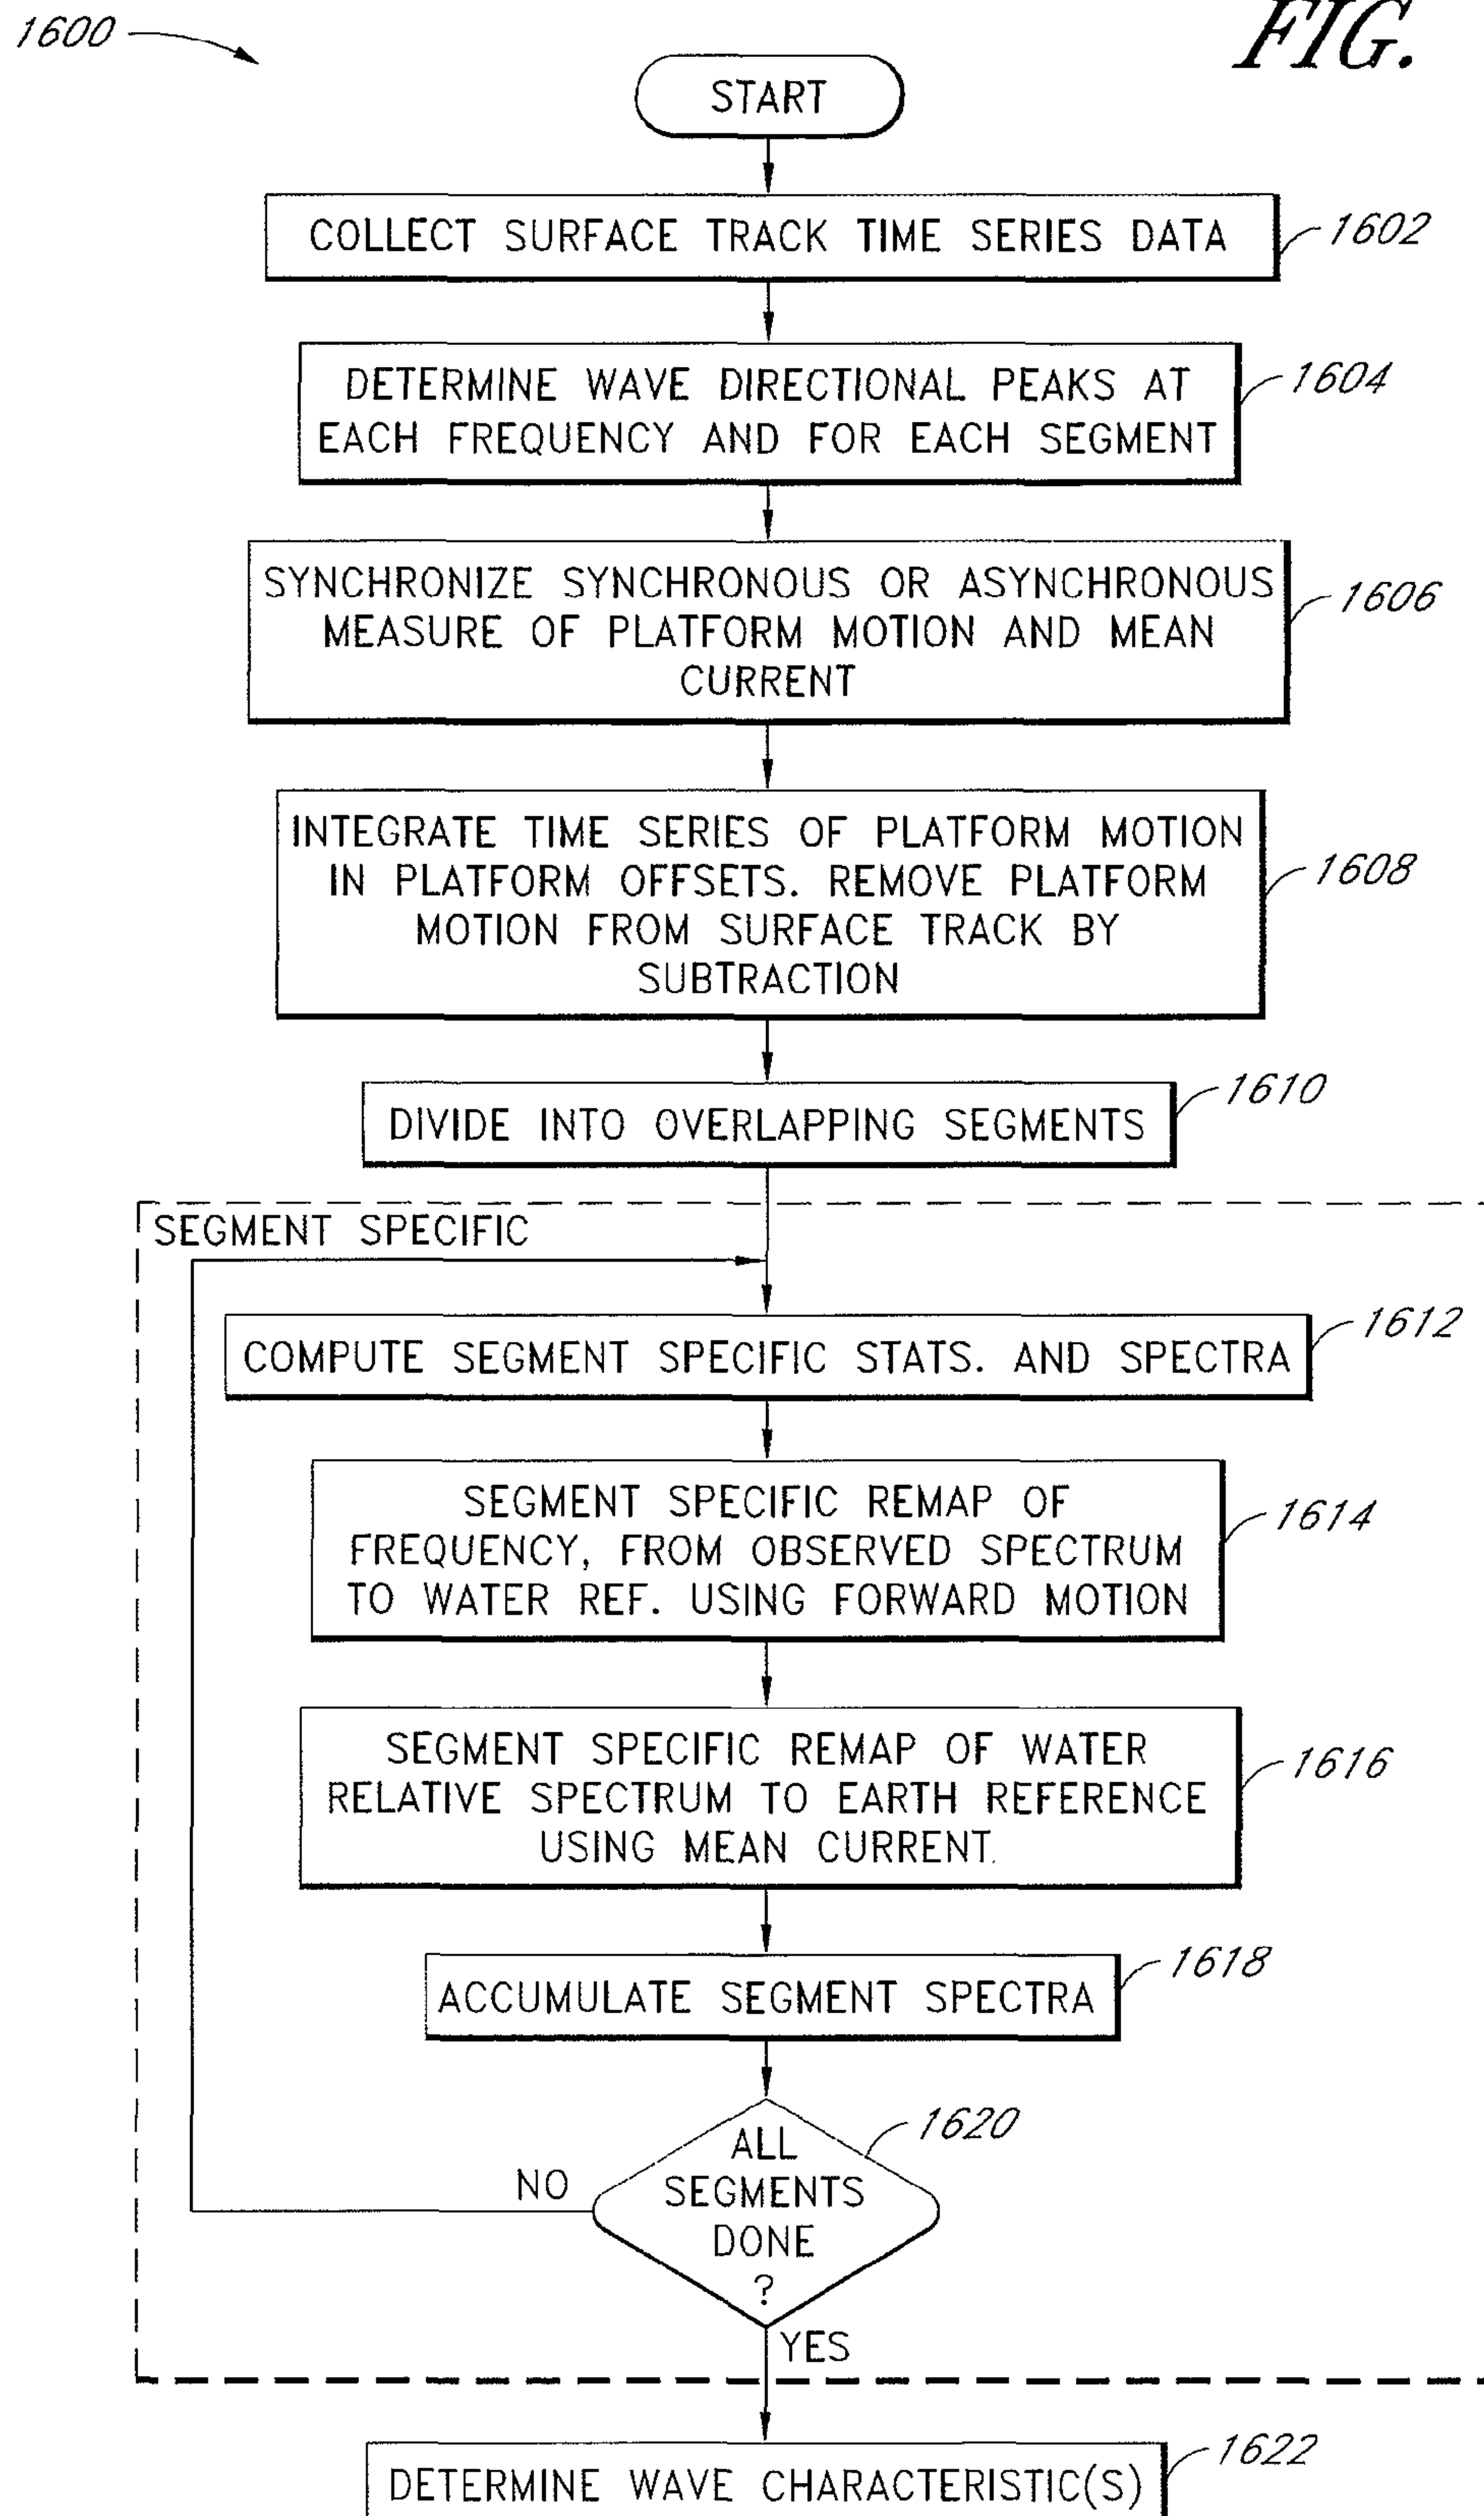 1600
FIG.
START
COLLECT SURFACE TRACK TIME SERIES DATA
1602
DETERMINE WAVE DIRECTIONAL PEAKS AT
EACH FREQUENCY AND FOR EACH SEGMENT
1604
SYNCHRONIZE SYNCHRONOUS OR ASYNCHRONOUS
MEASURE OF PLATFORM MOTION AND MEAN
CURRENT
1606
INTEGRATE TIME SERIES OF PLATFORM MOTION
IN PLATFORM OFFSETS. REMOVE PLATFORM
MOTION FROM SURFACE TRACK BY
SUBTRACTION
1608
DIVIDE INTO OVERLAPPING SEGMENTS
1610
SEGMENT SPECIFIC
COMPUTE SEGMENT SPECIFIC STATS. AND SPECTRA
1612
SEGMENT SPECIFIC REMAP OF
FREQUENCY, FROM OBSERVED SPECTRUM
TO WATER REF. USING FORWARD MOTION
1614
SEGMENT SPECIFIC REMAP OF WATER
RELATIVE SPECTRUM TO EARTH REFERENCE
USING MEAN CURRENT.
1616
ACCUMULATE SEGMENT SPECTRA
1618
ALL
SEGMENTS
DONE
?
1620
NO
YES
DETERMINE WAVE CHARACTERISTIC(S)
1622